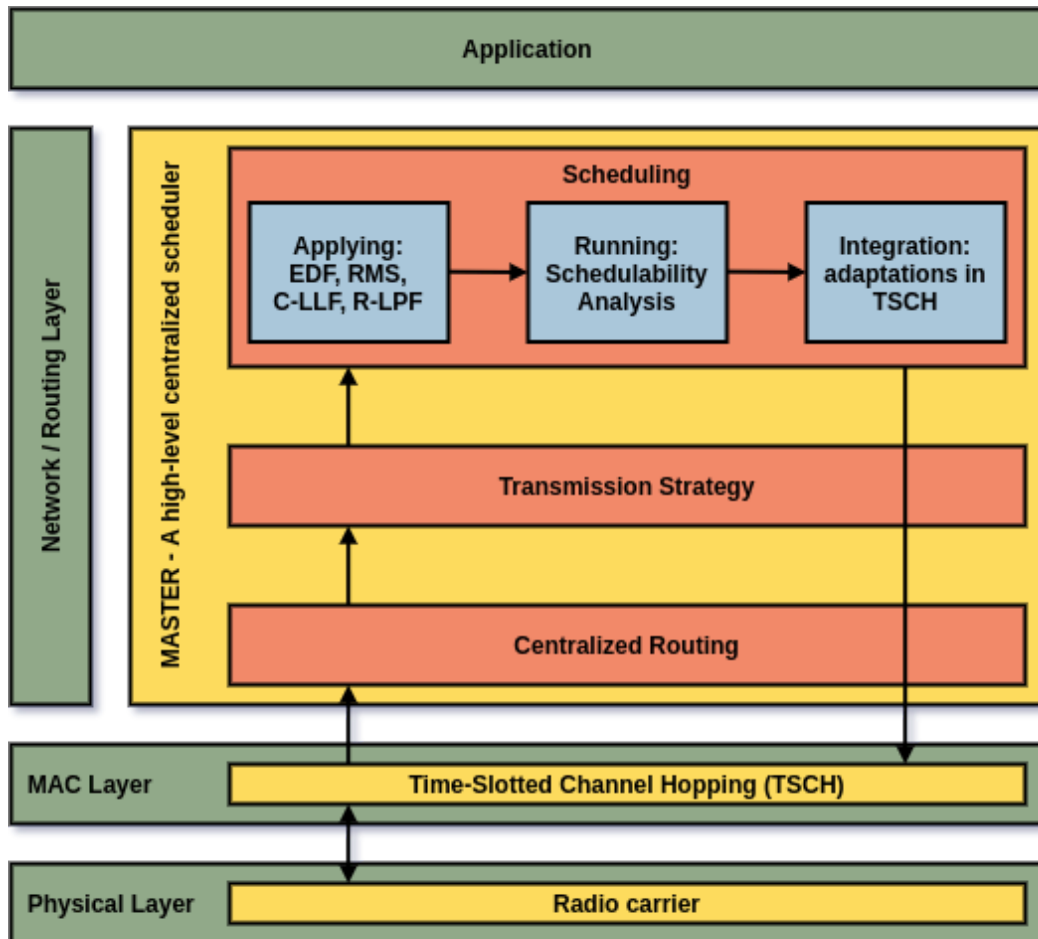 Application
Network / Routing Layer
MASTER - A high-level centralized scheduler
Scheduling
Applying:
EDF, RMS,
C-LLF, R-LPF
Running:
Schedulability
Analysis
Integration:
adaptations in
TSCH
Transmission Strategy
Centralized Routing
MAC Layer
Time-Slotted Channel Hopping (TSCH)
Physical Layer
Radio carrier